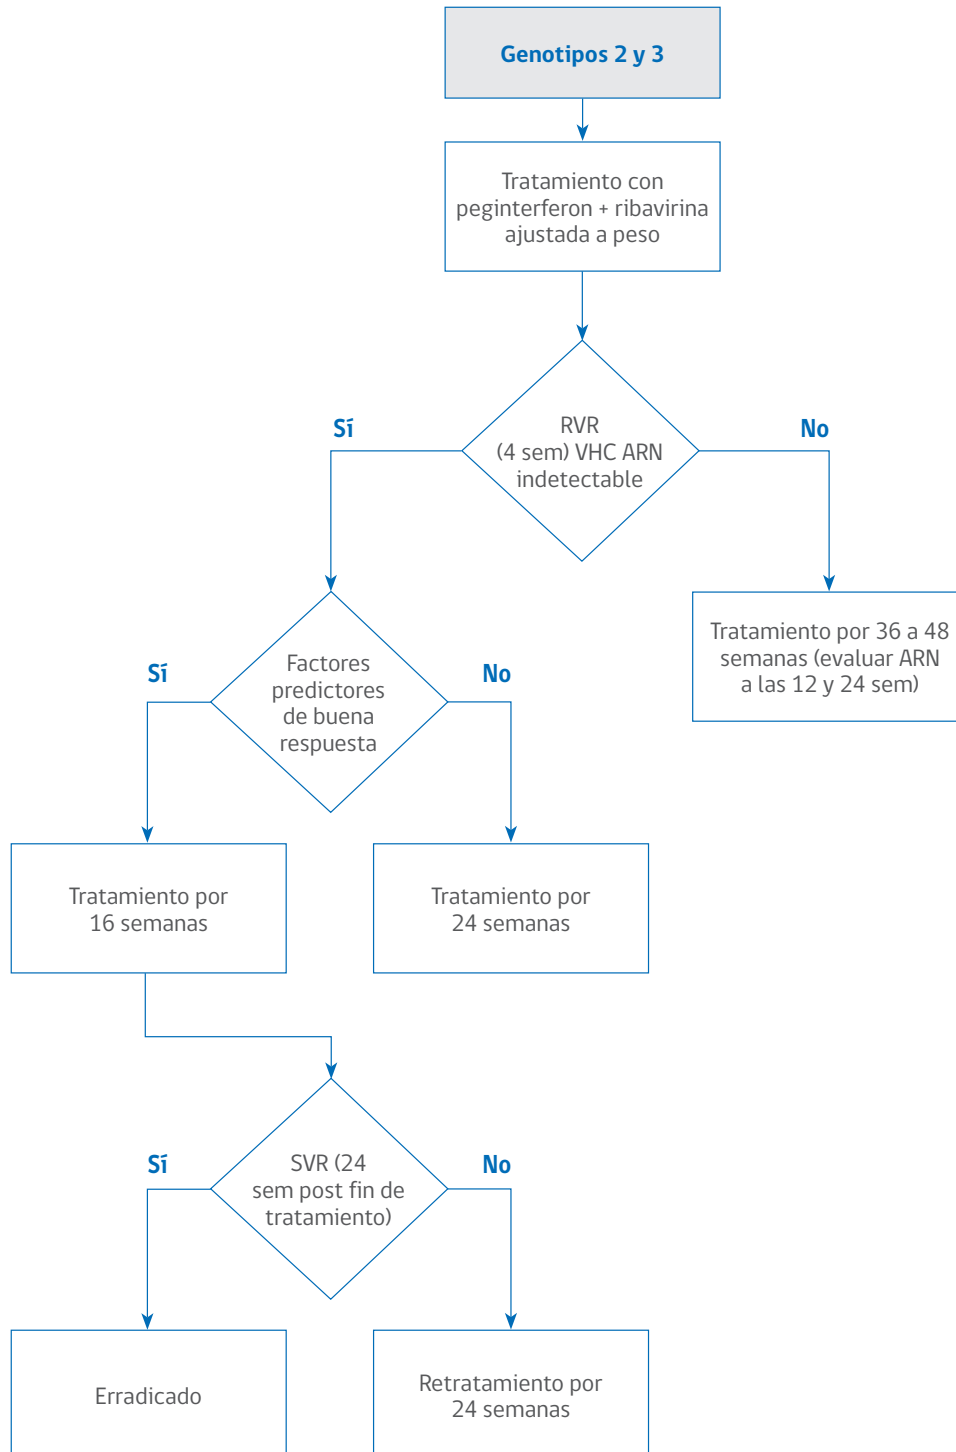 Genotipos 2 y 3
Tratamiento con
peginterferon + ribavirina
ajustada a peso
RVR
(4 sem) VHC ARN
indetectable
Sí
No
Tratamiento por 36 a 48
semanas (evaluar ARN
a las 12 y 24 sem)
Factores
predictores
de buena
respuesta
Sí
No
Tratamiento por
16 semanas
Tratamiento por
24 semanas
SVR (24
sem post fin de
tratamiento)
Sí
No
Erradicado
Retratamiento por
24 semanas